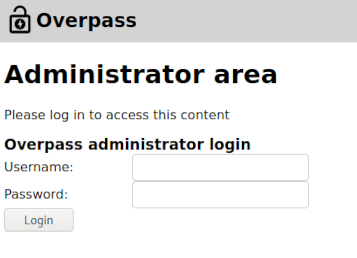 Overpass
Administrator area
Please log in to access this content
Overpass administrator login
Username:
Password:
Login